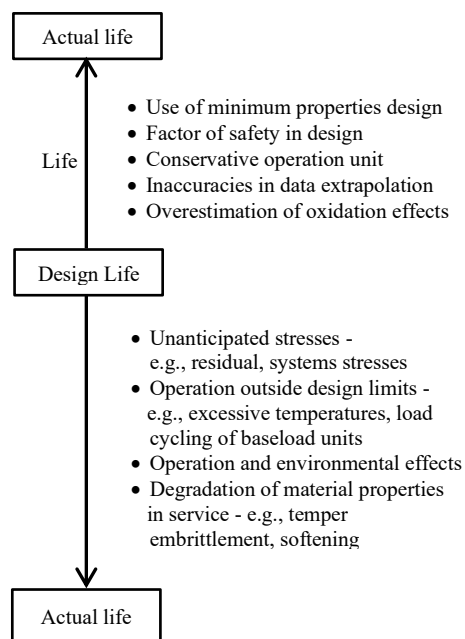 Actual life
• Use of minimum properties design
• Factor of safety in design
Life
• Conservative operation unit
• Inaccuracies in data extrapolation
• Overestimation of oxidation effects
Design Life
• Unanticipated stresses -
e.g., residual, systems stresses
• Operation outside design limits -
e.g., excessive temperatures, load
cycling of baseload units
• Operation and environmental effects
• Degradation of material properties
in service - e.g., temper
embrittlement, softening
Actual life